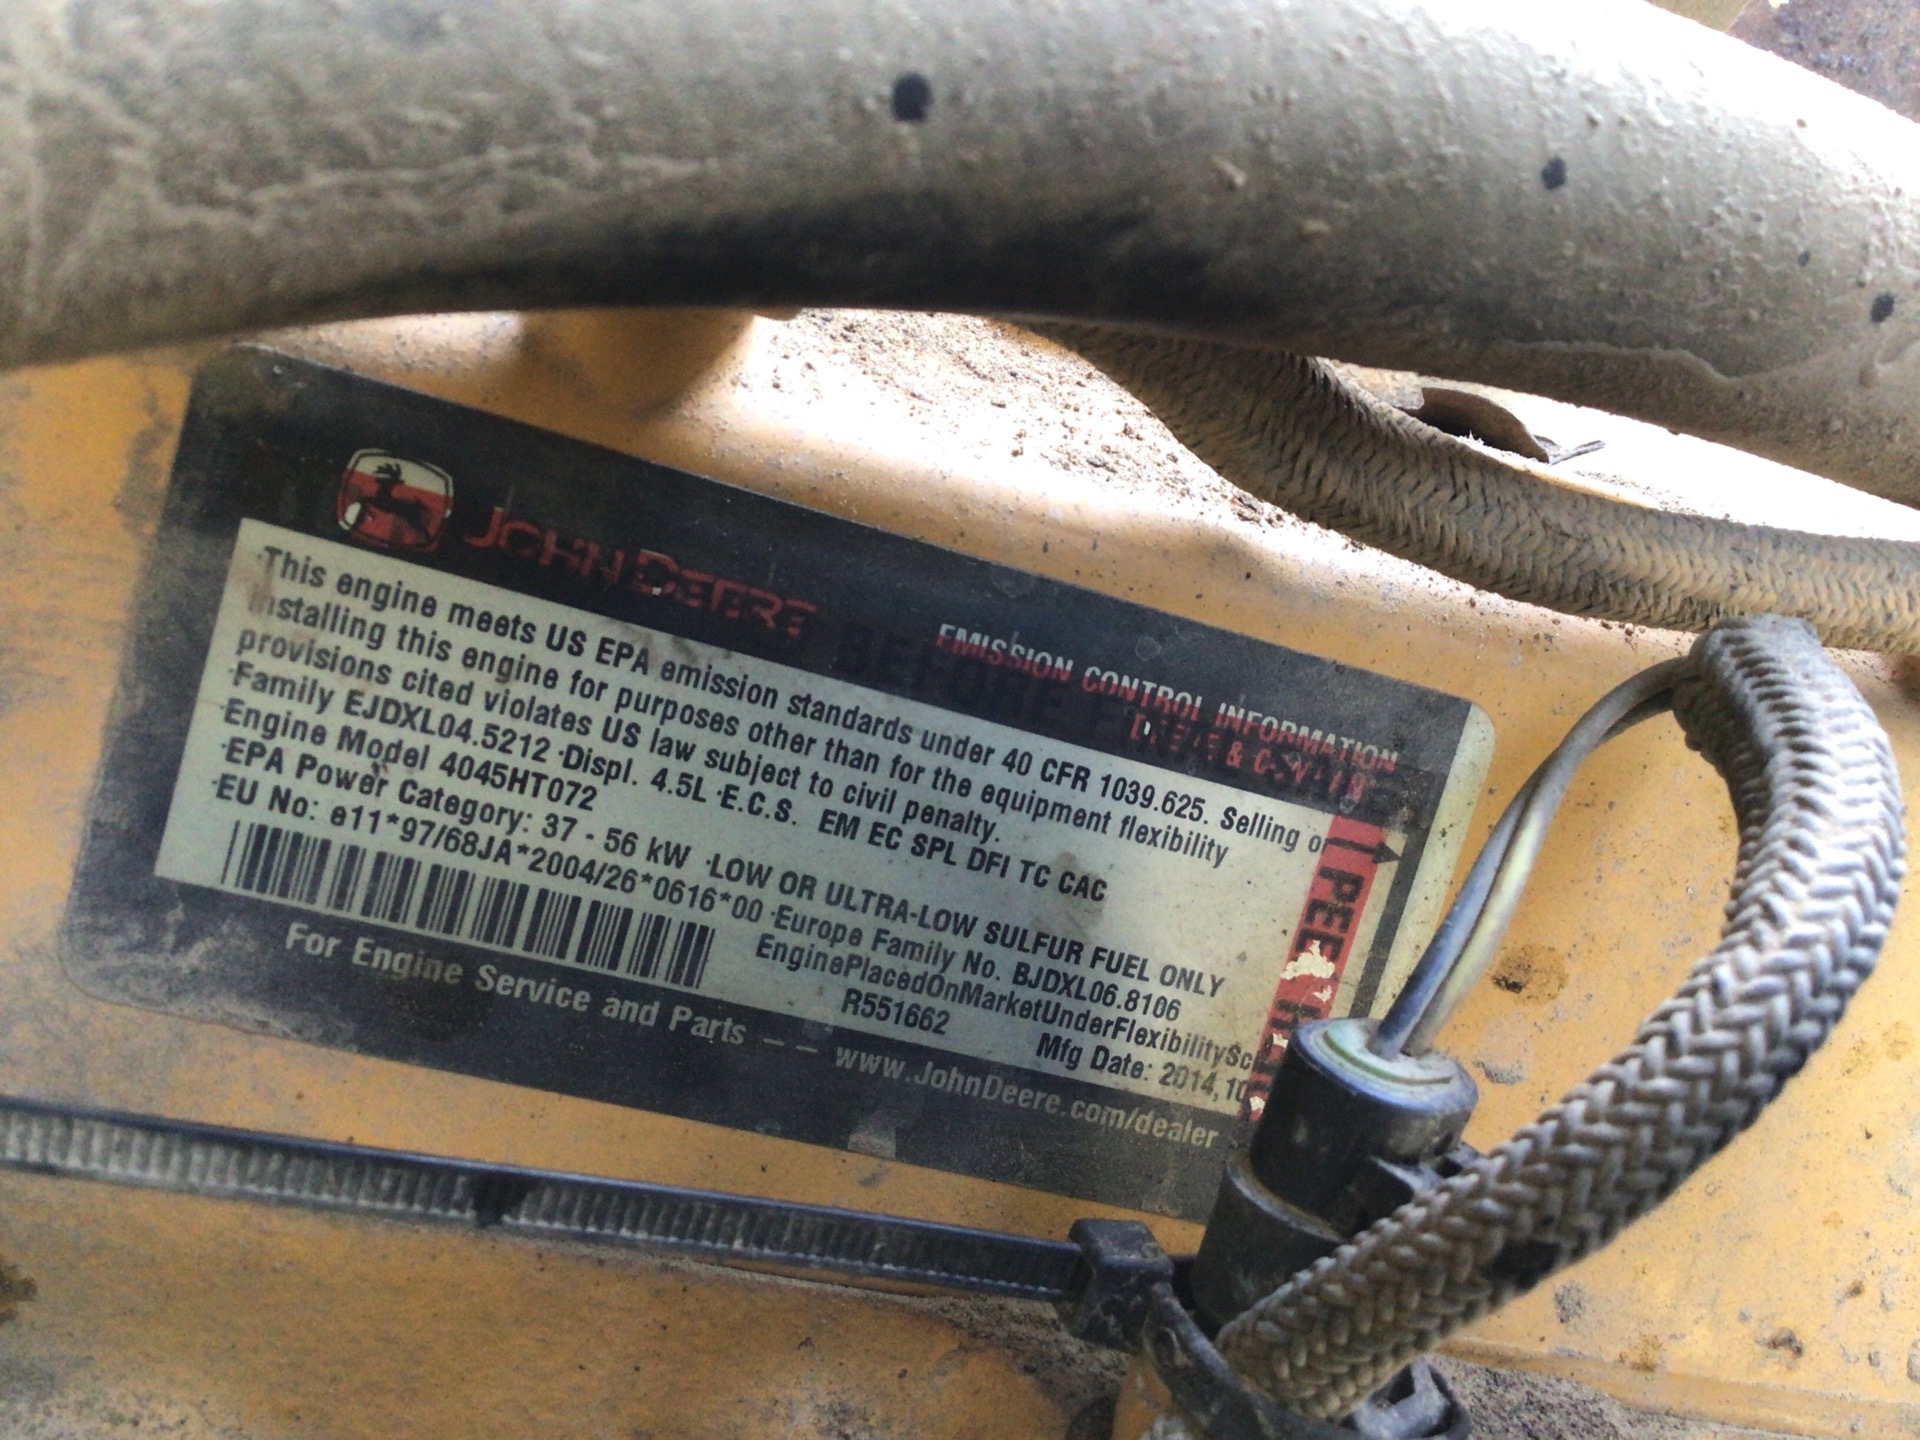 JOHN DEERE
EMISSION CONTROL INFORMATION
This engine meets US EPA emission standards under 40 CFR 1039.625. Selling or
installing this engine for purposes other than for the equipment flexibility
provisions cited violates US law subject to civil penalty.
Family EJDXL04.5212 ·Displ. 4.5L ·E.C.S. EM EC SPL DFI TC CAC
Engine Model 4045HT072
·EPA Power Category: 37 - 56 kW ·LOW OR ULTRA-LOW SULFUR FUEL ONLY
·EU No: e11*97/68JA*2004/26*0616*00 ·Europe Family No. BJDXL06.8106
EnginePlacedOnMarketUnderFlexibilitySc
R551662 Mfg Date: 2014,10
For Engine Service and Parts -- www.JohnDeere.com/dealer
PEEL